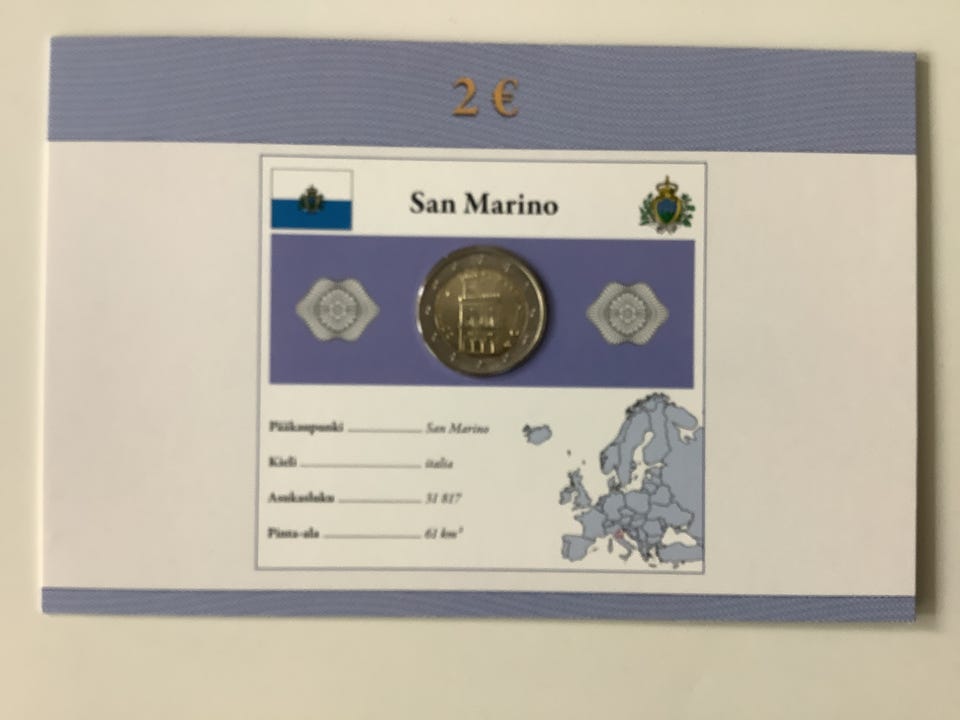 2 €
San Marino
Pääkaupunki San Marino
Kieli italia
Asukasluku 31 817
Pinta-ala 61 km²